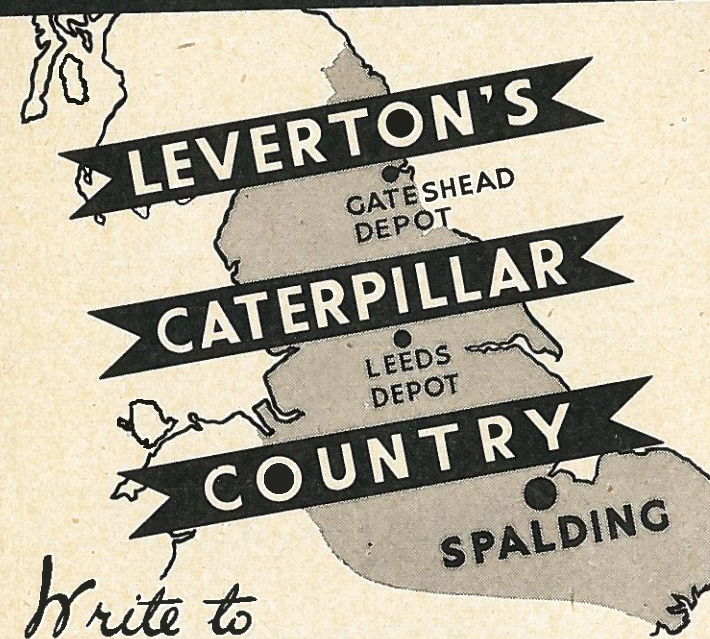 LEVERTON'S
GATESHEAD
DEPOT
CATERPILLAR
LEEDS
DEPOT
COUNTRY
SPALDING
Write to